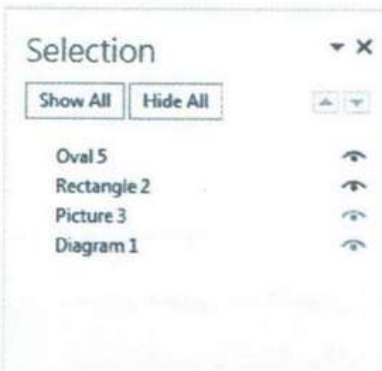 Selection
Show All Hide All
Oval 5
Rectangle 2
Picture 3
Diagram 1